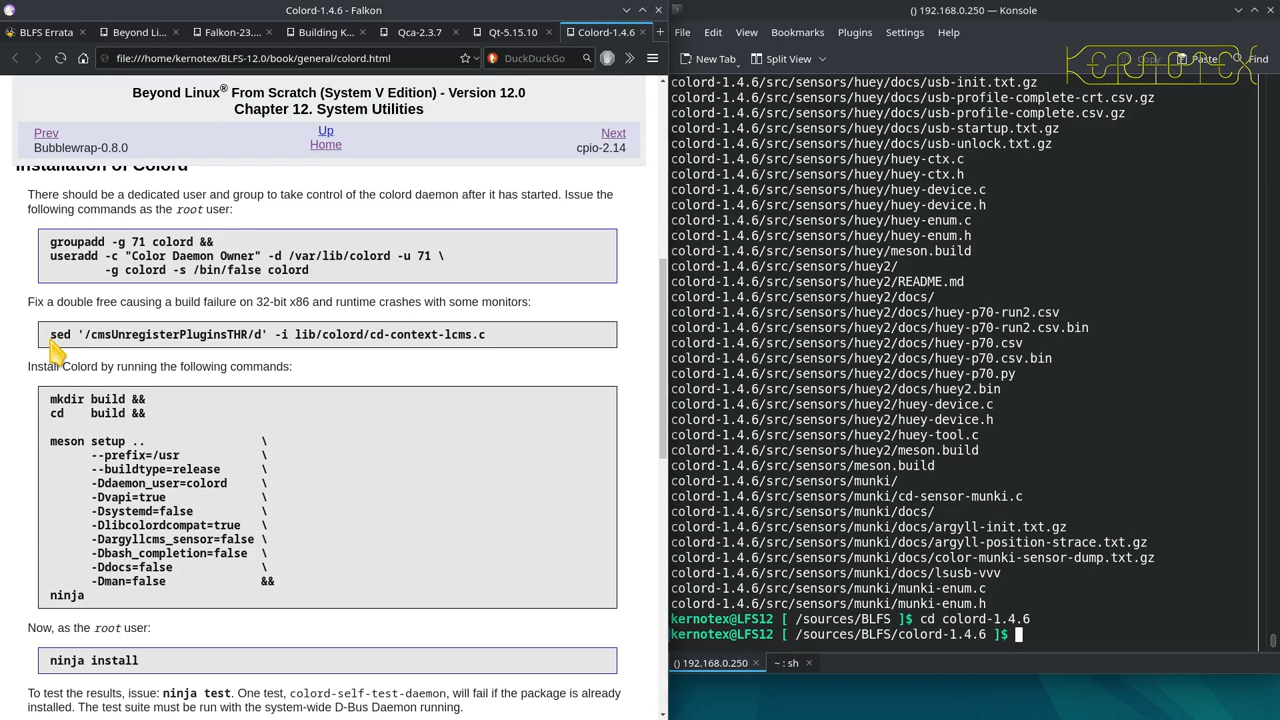 Colord-1.4.6 - Falkon
BLFS Errata
Beyond Li...
Falkon-23....
Building K...
Qca-2.3.7
Qt-5.15.10
Colord-1.4.6
file:///home/kernotex/BLFS-12.0/book/general/colord.html
DuckDuckGo
Beyond Linux® From Scratch (System V Edition) - Version 12.0
Chapter 12. System Utilities
Prev
Up
Next
Bubblewrap-0.8.0
Home
cpio-2.14
Installation of Colord
There should be a dedicated user and group to take control of the colord daemon after it has started. Issue the
following commands as the root user:
groupadd -g 71 colord &&
useradd -c "Color Daemon Owner" -d /var/lib/colord -u 71 \
-g colord -s /bin/false colord
Fix a double free causing a build failure on 32-bit x86 and runtime crashes with some monitors:
sed '/cmsUnregisterPluginsTHR/d' -i lib/colord/cd-context-lcms.c
Install Colord by running the following commands:
mkdir build &&
cd    build &&
meson setup ..                  \
--prefix=/usr             \
--buildtype=release       \
-Ddaemon_user=colord      \
-Dvapi=true               \
-Dsystemd=false           \
-Dlibcolordcompat=true    \
-Dargyllcms_sensor=false  \
-Dbash_completion=false   \
-Ddocs=false              \
-Dman=false               &&
ninja
Now, as the root user:
ninja install
To test the results, issue: ninja test. One test, colord-self-test-daemon, will fail if the package is already
installed. The test suite must be run with the system-wide D-Bus Daemon running.
() 192.168.0.250 — Konsole
File Edit View Bookmarks Plugins Settings Help
New Tab
Split View
Copy
Paste
Find
Kernotex
colord-1.4.6/src/sensors/huey/docs/usb-init.txt.gz
colord-1.4.6/src/sensors/huey/docs/usb-profile-complete-crt.csv.gz
colord-1.4.6/src/sensors/huey/docs/usb-profile-complete.csv.gz
colord-1.4.6/src/sensors/huey/docs/usb-startup.txt.gz
colord-1.4.6/src/sensors/huey/docs/usb-unlock.txt.gz
colord-1.4.6/src/sensors/huey/huey-ctx.c
colord-1.4.6/src/sensors/huey/huey-ctx.h
colord-1.4.6/src/sensors/huey/huey-device.c
colord-1.4.6/src/sensors/huey/huey-device.h
colord-1.4.6/src/sensors/huey/huey-enum.c
colord-1.4.6/src/sensors/huey/huey-enum.h
colord-1.4.6/src/sensors/huey/meson.build
colord-1.4.6/src/sensors/huey2/
colord-1.4.6/src/sensors/huey2/README.md
colord-1.4.6/src/sensors/huey2/docs/
colord-1.4.6/src/sensors/huey2/docs/huey-p70-run2.csv
colord-1.4.6/src/sensors/huey2/docs/huey-p70-run2.csv.bin
colord-1.4.6/src/sensors/huey2/docs/huey-p70.csv
colord-1.4.6/src/sensors/huey2/docs/huey-p70.csv.bin
colord-1.4.6/src/sensors/huey2/docs/huey-p70.py
colord-1.4.6/src/sensors/huey2/docs/huey2.bin
colord-1.4.6/src/sensors/huey2/huey-device.c
colord-1.4.6/src/sensors/huey2/huey-device.h
colord-1.4.6/src/sensors/huey2/huey-tool.c
colord-1.4.6/src/sensors/huey2/meson.build
colord-1.4.6/src/sensors/meson.build
colord-1.4.6/src/sensors/munki/
colord-1.4.6/src/sensors/munki/cd-sensor-munki.c
colord-1.4.6/src/sensors/munki/docs/
colord-1.4.6/src/sensors/munki/docs/argyll-init.txt.gz
colord-1.4.6/src/sensors/munki/docs/argyll-position-strace.txt.gz
colord-1.4.6/src/sensors/munki/docs/color-munki-sensor-dump.txt.gz
colord-1.4.6/src/sensors/munki/docs/lsusb-vvv
colord-1.4.6/src/sensors/munki/munki-enum.c
colord-1.4.6/src/sensors/munki/munki-enum.h
kernotex@LFS12 [ /sources/BLFS ]$ cd colord-1.4.6
kernotex@LFS12 [ /sources/BLFS/colord-1.4.6 ]$
() 192.168.0.250
~ : sh